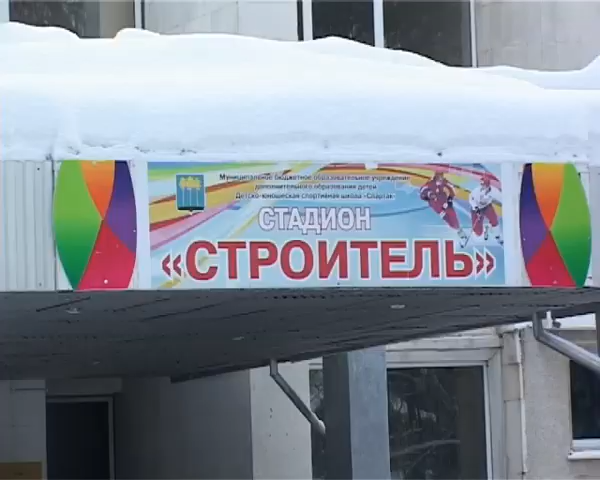 Муниципальное бюджетное образовательное учреждение
дополнительного образования детей
Детско-юношеская спортивная школа «Спартак»
СТАДИОН
«СТРОИТЕЛЬ»